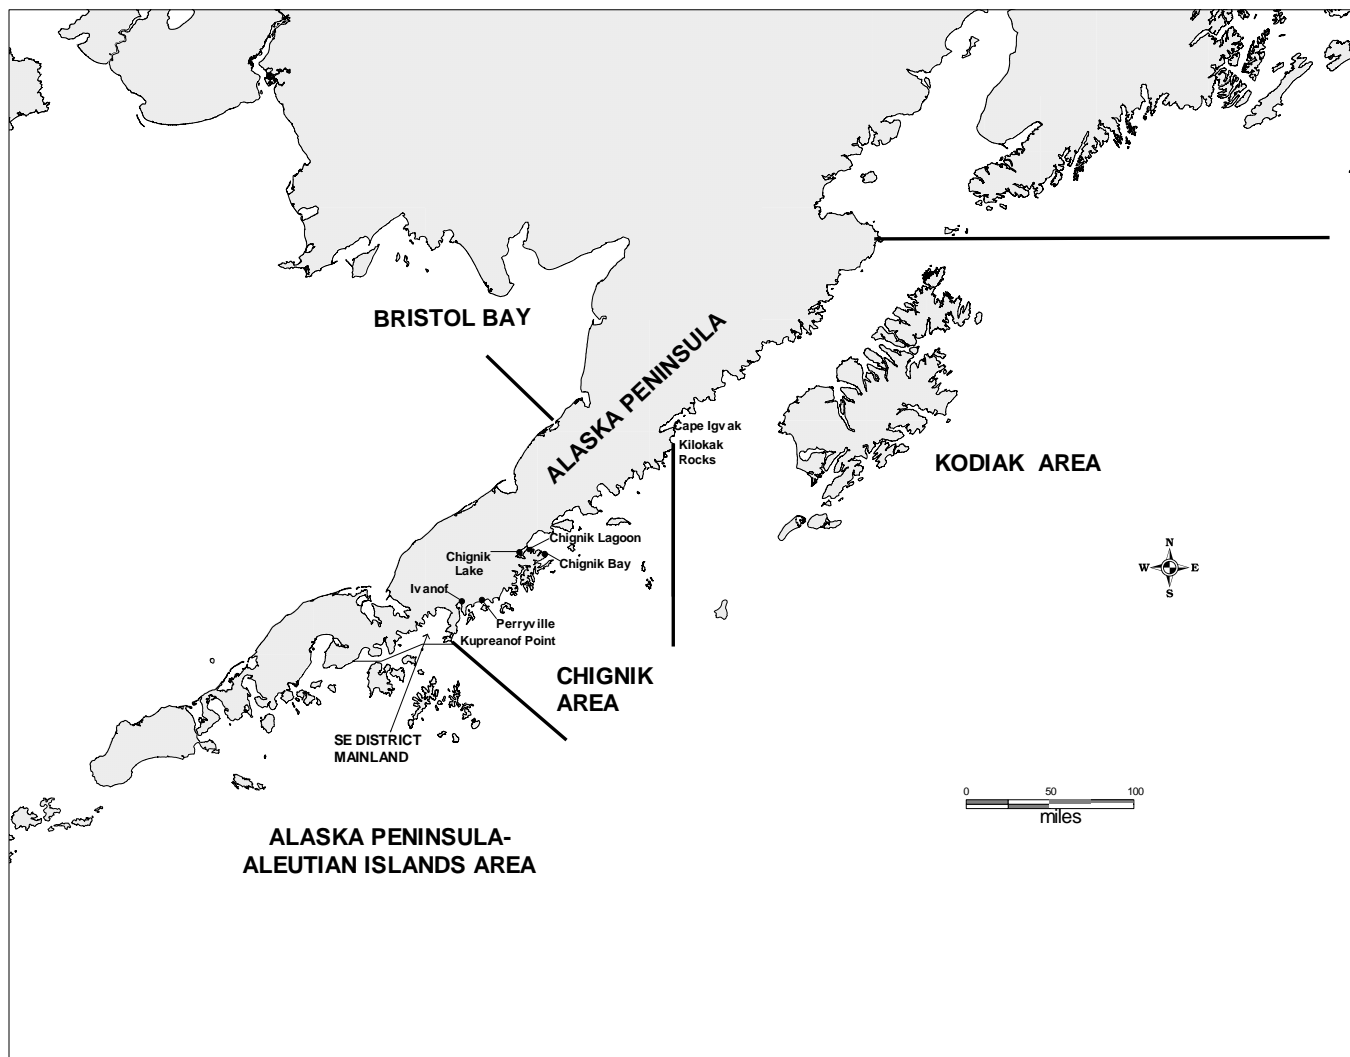 BRISTOL BAY
ALASKA PENINSULA
Cape Igvak
Kilokak
Rocks
KODIAK AREA
Chignik Lagoon
Chignik
Lake
Chignik Bay
Ivanof
Perryville
Kupreanof Point
CHIGNIK
AREA
SE DISTRICT
MAINLAND
N
W
E
S
0
50
100
miles
ALASKA PENINSULA-
ALEUTIAN ISLANDS AREA